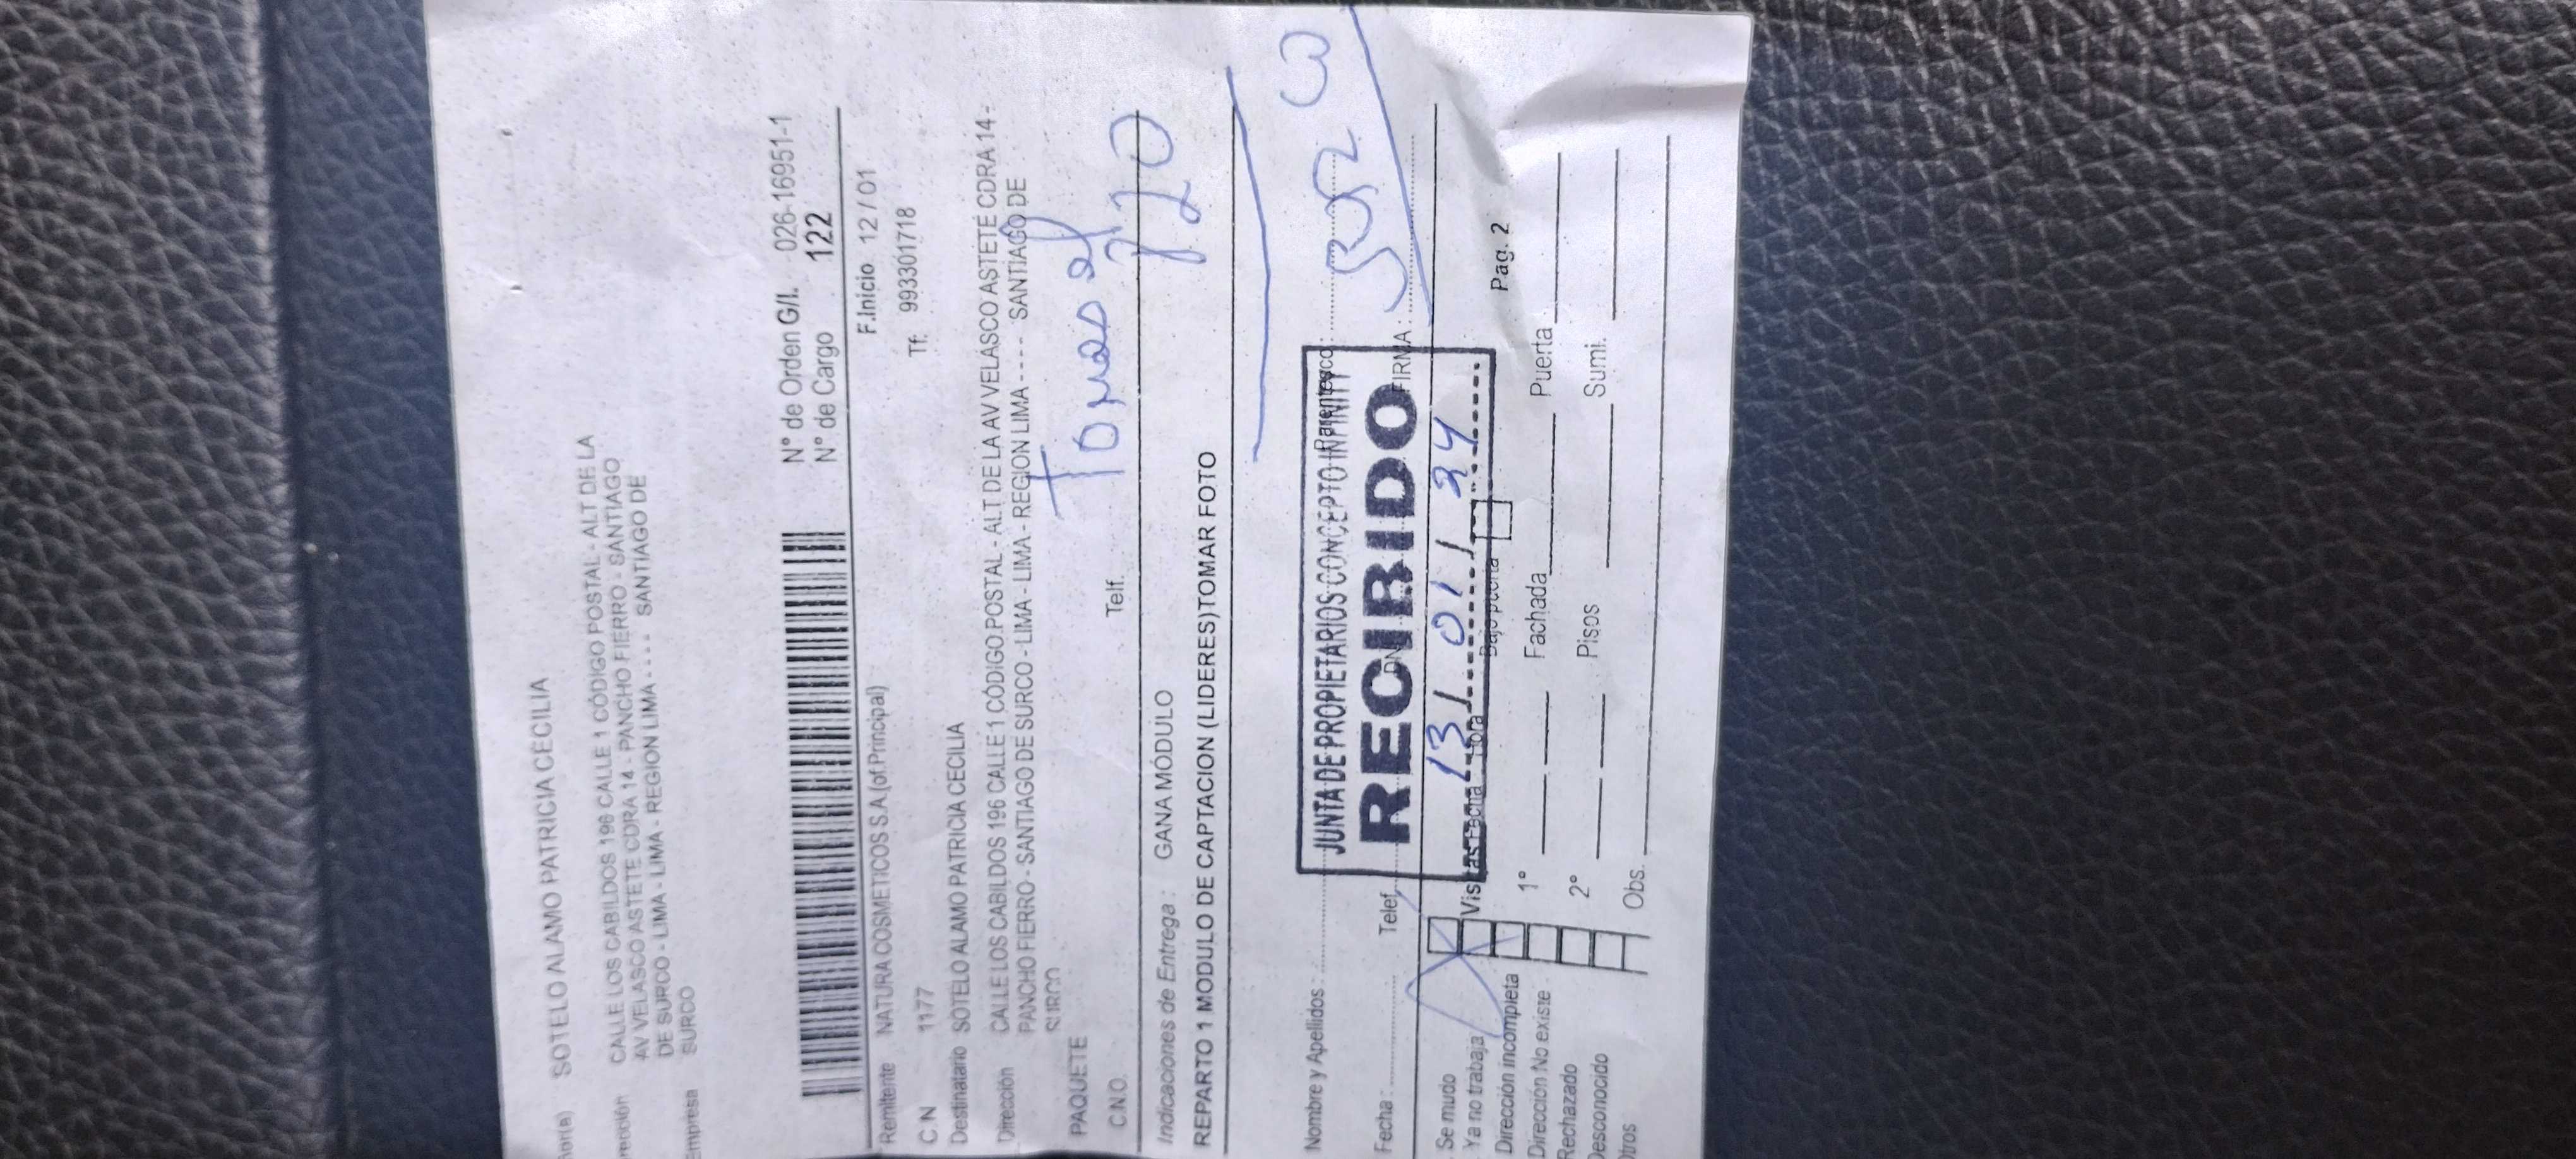 SOTELO ALAMO PATRICIA CECILIA
CALLE LOS CABILDOS 196 CALLE 1 CÓDIGO POSTAL - ALT DE LA
AV VELASCO ASTETE CDRA 14 - PANCHO FIERRO - SANTIAGO
DE SURCO - LIMA - LIMA - REGION LIMA - - - - SANTIAGO DE
Empresa SURCO
N° de Orden G/I. 026-16951-1
N° de Cargo 122
F.Inicio 12 / 01
Remitente NATURA COSMETICOS S.A.(of.Principal)
C.N 1177 Tf. 993301718
Destinatario SOTELO ALAMO PATRICIA CECILIA
Dirección CALLE LOS CABILDOS 196 CALLE 1 CÓDIGO POSTAL - ALT DE LA AV VELASCO ASTETE CDRA 14 -
PANCHO FIERRO - SANTIAGO DE SURCO - LIMA - LIMA - REGION LIMA - - - - SANTIAGO DE
SURCO
PAQUETE
C.N.O. Telf.
120
Indicaciones de Entrega : GANA MÓDULO
REPARTO 1 MODULO DE CAPTACION (LIDERES)TOMAR FOTO
Nombre y Apellidos : Parentesco :
JUNTA DE PROPIETARIOS CONCEPTO INFINITY
Fecha : Telef. FIRMA :
RECIBIDO
13 / 01 / 24
Se mudo
Ya no trabaja Visitas Fecha Hora Bajo puerta Pag. 2
Dirección incompleta
1° Fachada Puerta
Dirección No existe
Rechazado 2° Pisos Sumi.
Desconocido
Otros Obs.